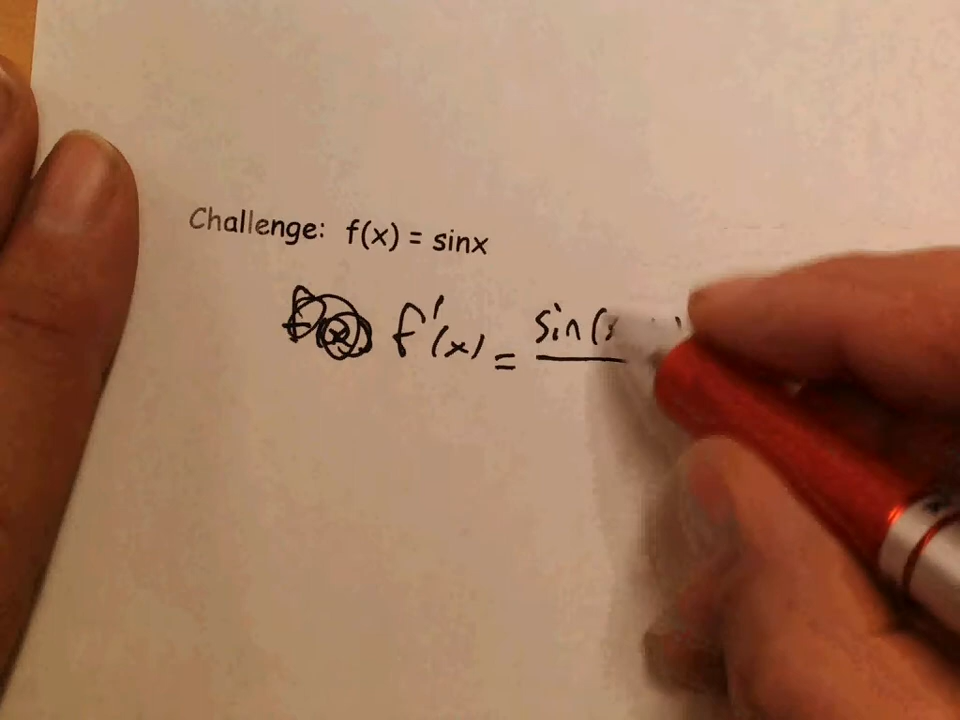 Challenge: f(x) = sinx
f'(x) = sin(